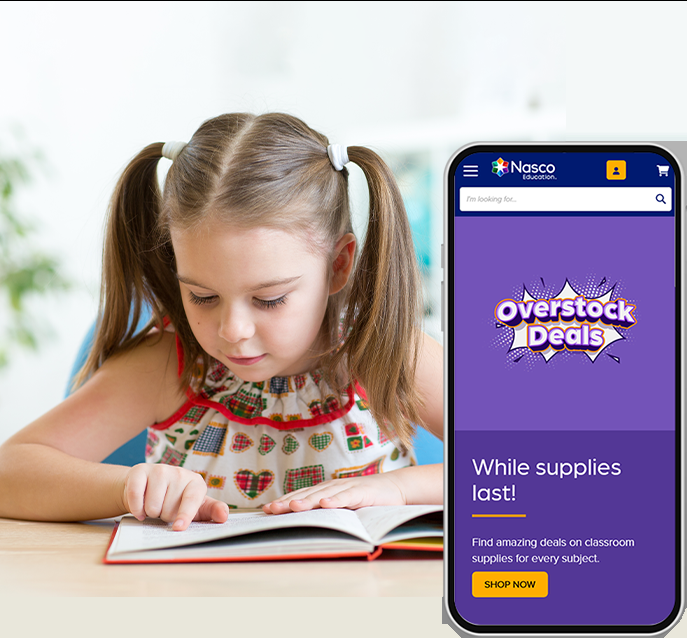 Nasco
Education.
I'm looking for...
Overstock
Deals
While supplies
last!
Find amazing deals on classroom
supplies for every subject.
SHOP NOW